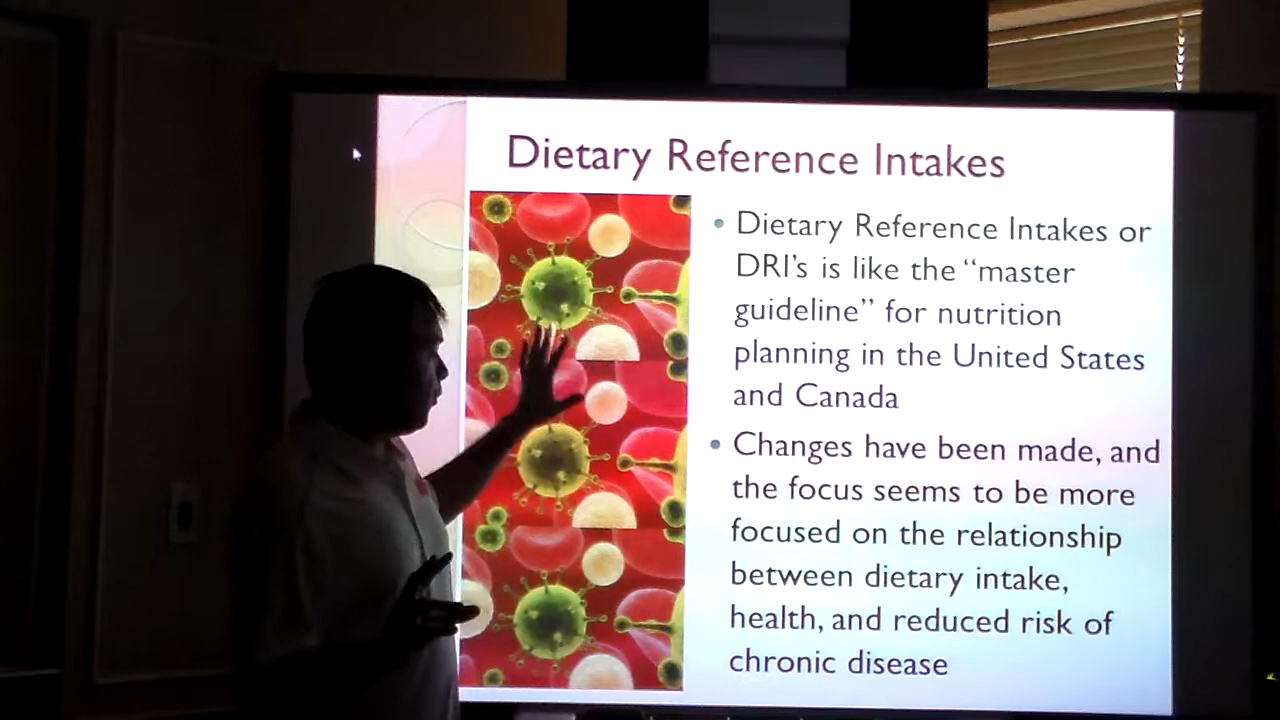 Dietary Reference Intakes
• Dietary Reference Intakes or
DRI's is like the “master
guideline” for nutrition
planning in the United States
and Canada
• Changes have been made, and
the focus seems to be more
focused on the relationship
between dietary intake,
health, and reduced risk of
chronic disease